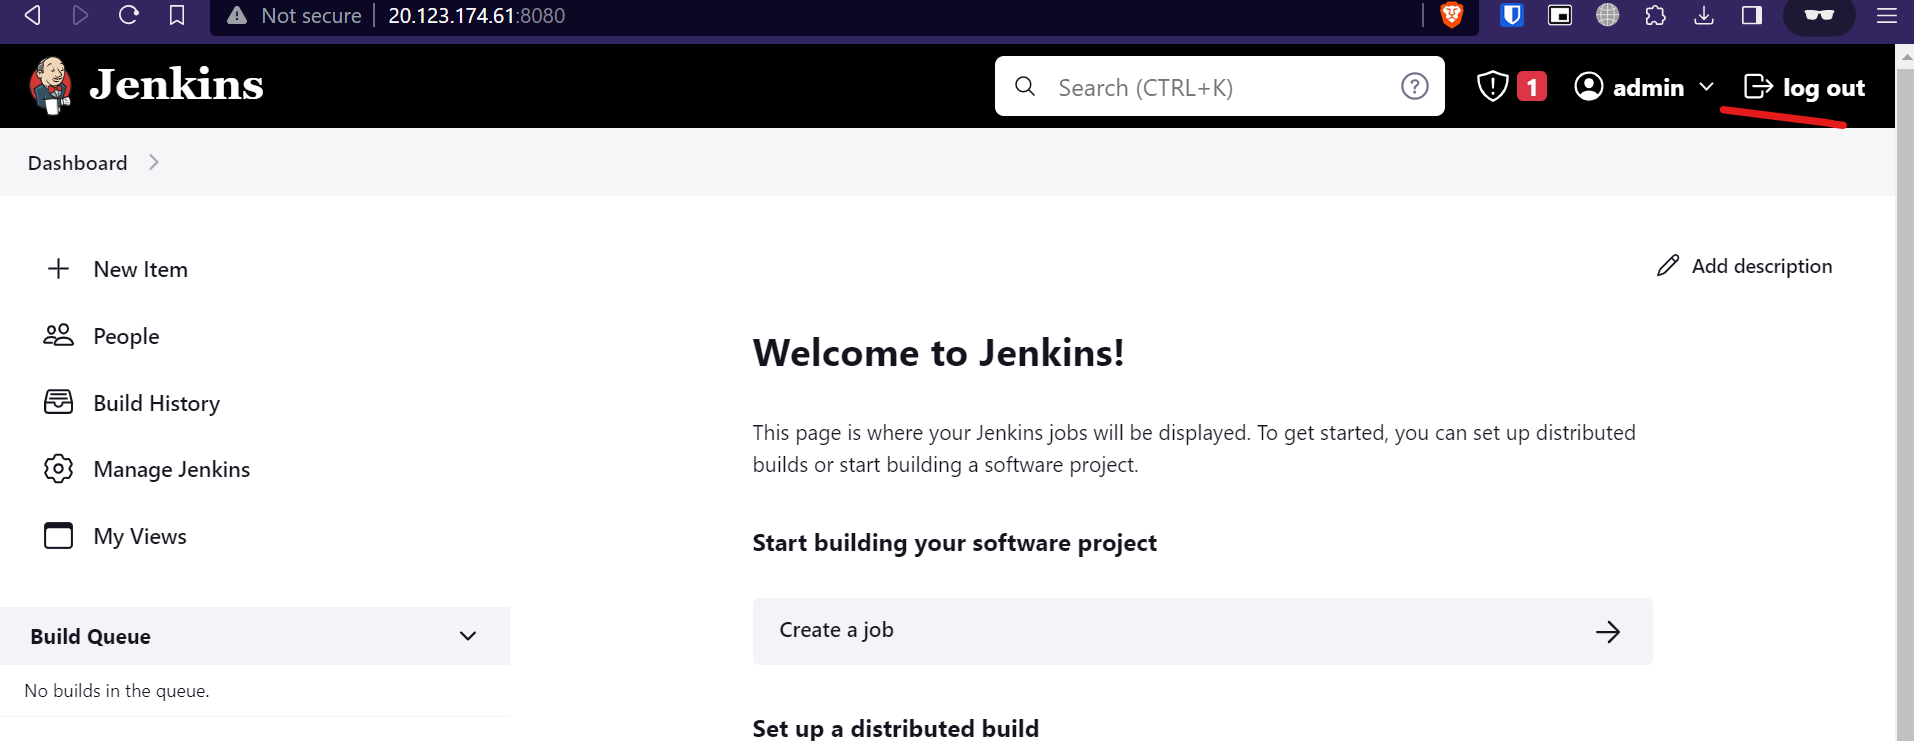 Not secure 20.123.174.61:8080
Jenkins
Search (CTRL+K)
1
admin
log out
Dashboard
New Item
People
Build History
Manage Jenkins
My Views
Build Queue
No builds in the queue.
Add description
Welcome to Jenkins!
This page is where your Jenkins jobs will be displayed. To get started, you can set up distributed
builds or start building a software project.
Start building your software project
Create a job
Set up a distributed build